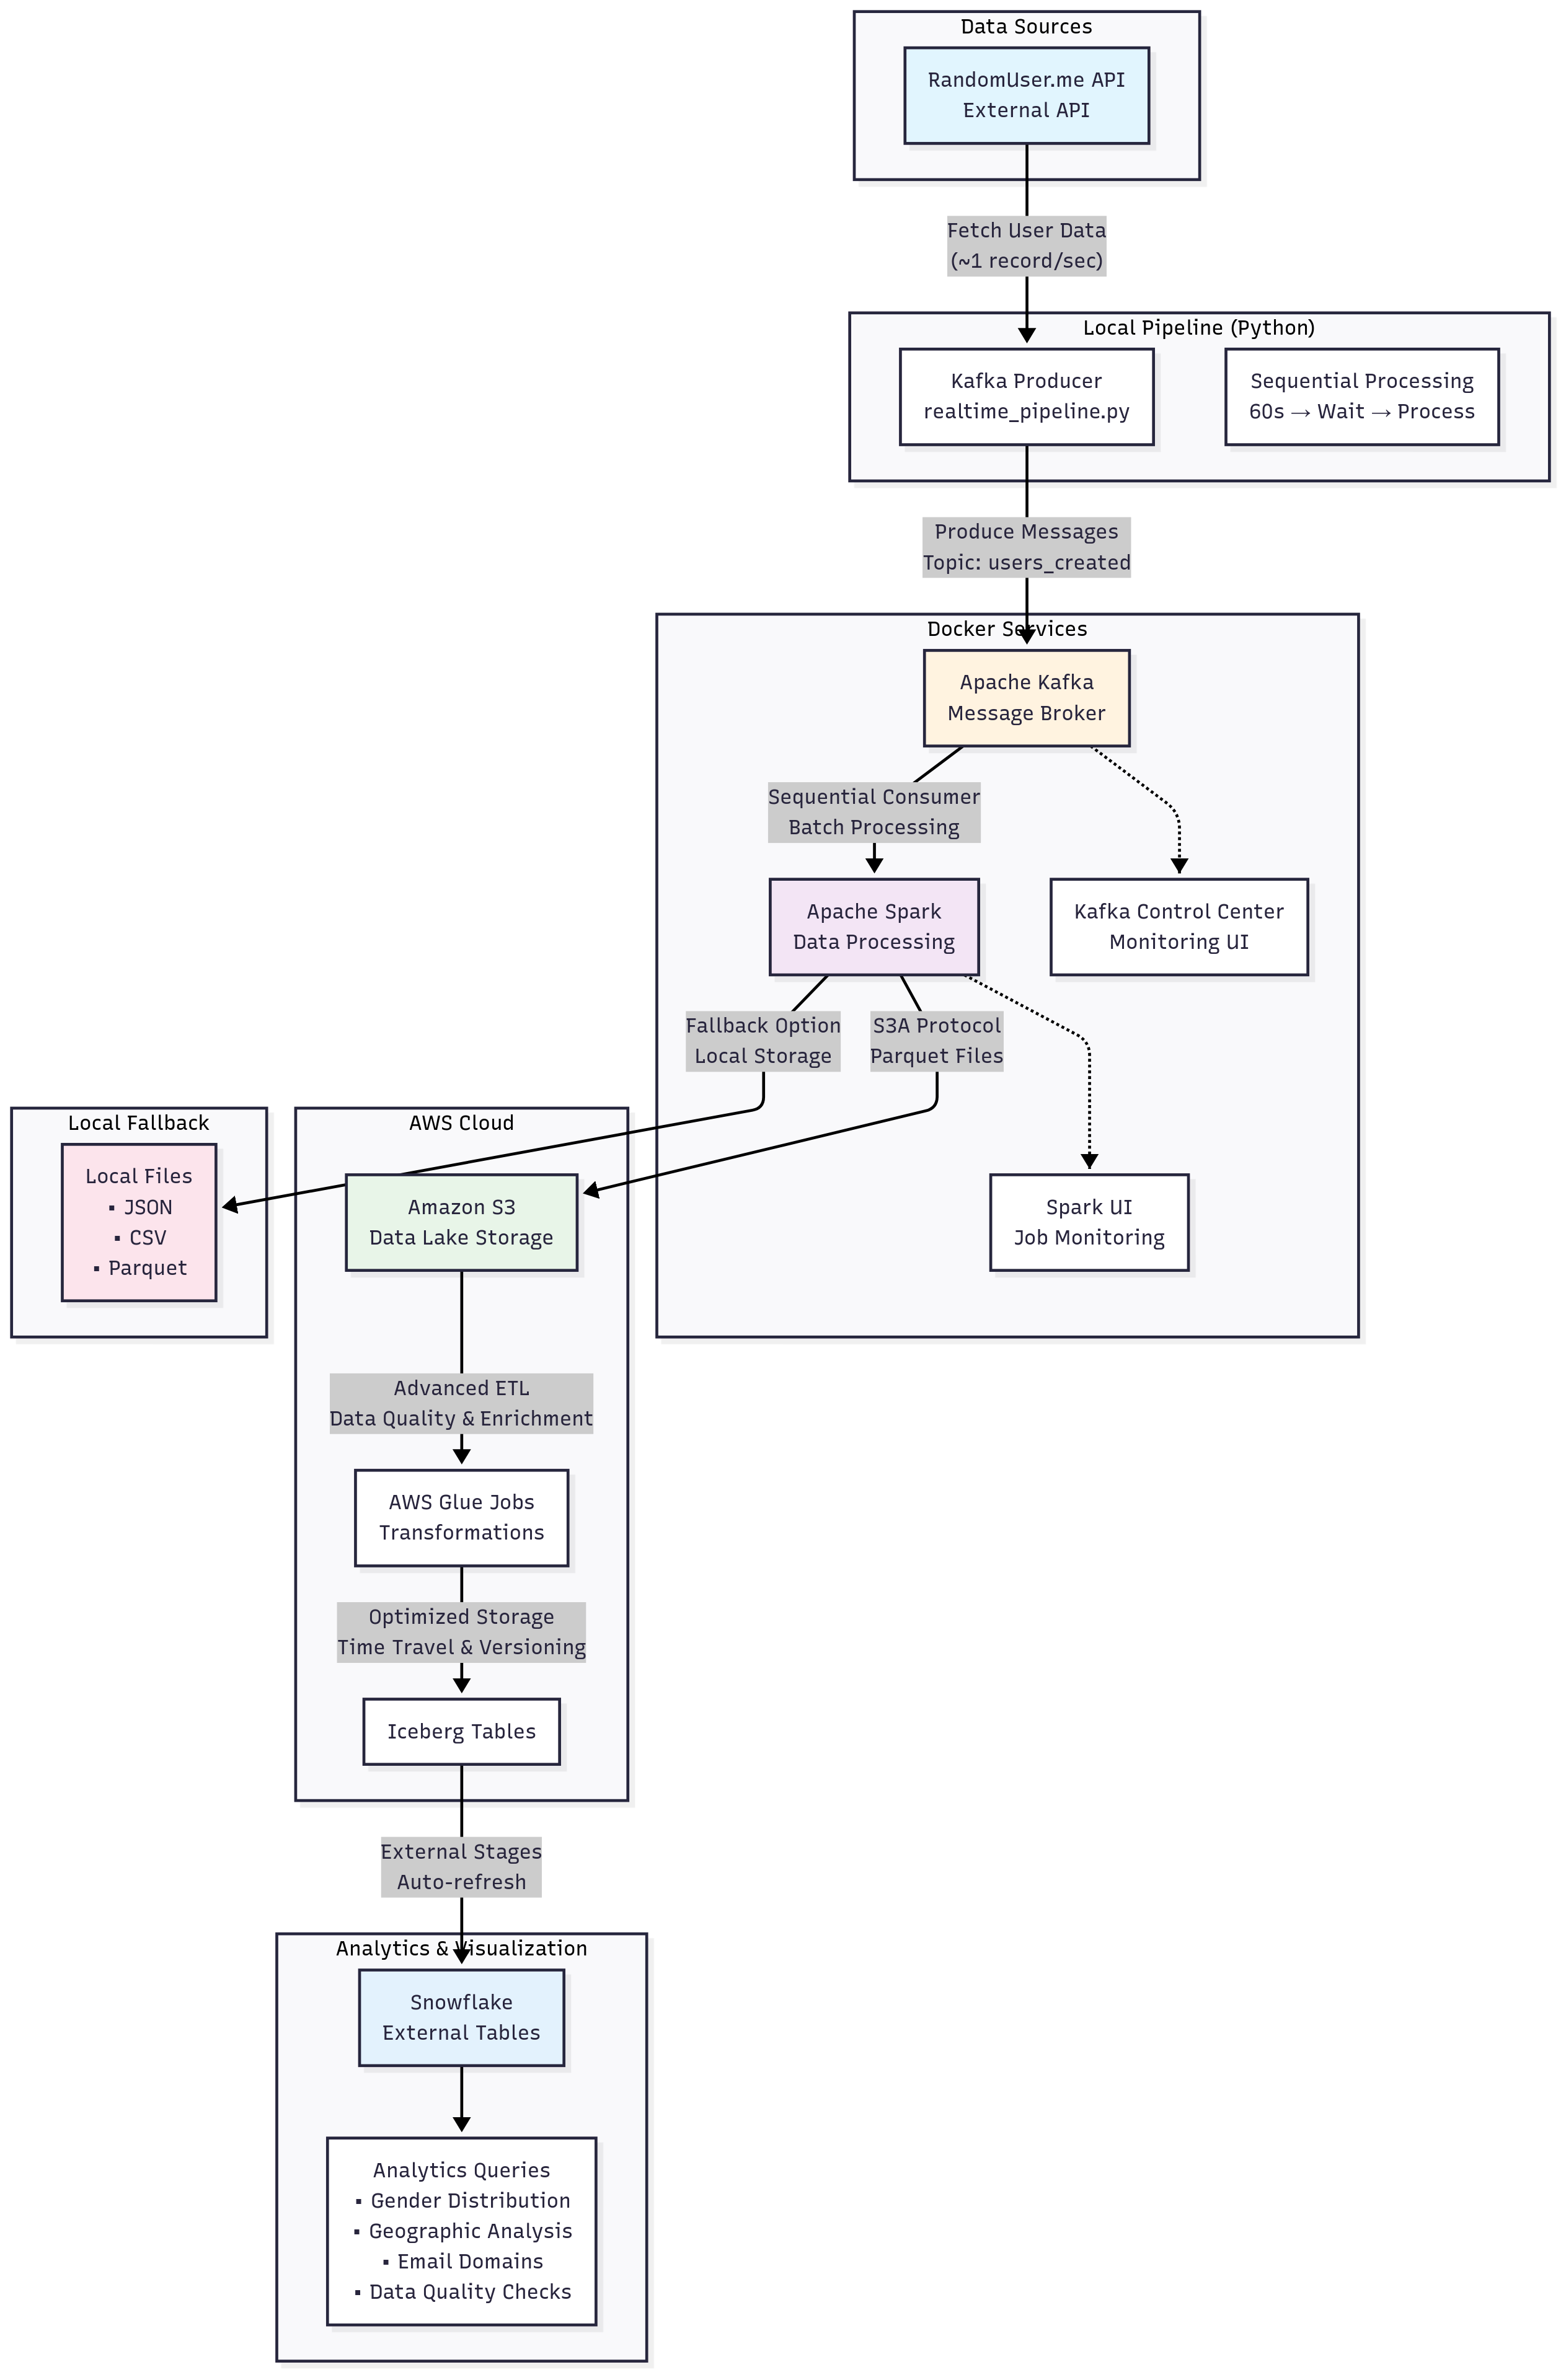 Data Sources
RandomUser.me API
External API
Fetch User Data
(~1 record/sec)
Local Pipeline (Python)
Kafka Producer
realtime_pipeline.py
Sequential Processing
60s → Wait → Process
Produce Messages
Topic: users_created
Docker Services
Apache Kafka
Message Broker
Sequential Consumer
Batch Processing
Apache Spark
Data Processing
Kafka Control Center
Monitoring UI
Fallback Option
Local Storage
S3A Protocol
Parquet Files
Local Fallback
Local Files
▪ JSON
▪ CSV
▪ Parquet
AWS Cloud
Amazon S3
Data Lake Storage
Spark UI
Job Monitoring
Advanced ETL
Data Quality & Enrichment
AWS Glue Jobs
Transformations
Optimized Storage
Time Travel & Versioning
Iceberg Tables
External Stages
Auto-refresh
Analytics & Visualization
Snowflake
External Tables
Analytics Queries
▪ Gender Distribution
▪ Geographic Analysis
▪ Email Domains
▪ Data Quality Checks